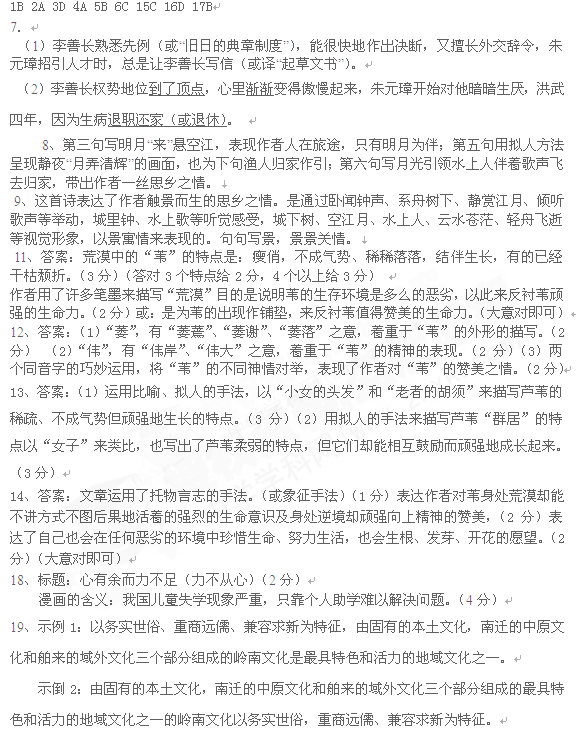 1B 2A 3D 4A 5B 6C 15C 16D 17B
7.
（1）李善长熟悉先例（或“旧日的典章制度”），能很快地作出决断，又擅长外交辞令，朱
元璋招引人才时，总是让李善长写信（或译“起草文书”）。
（2）李善长权势地位到了顶点，心里渐渐变得傲慢起来，朱元璋开始对他暗暗生厌，洪武
四年，因为生病退职还家（或退休）。
8、第三句写明月“来”悬空江，表现作者人在旅途，只有明月为伴；第五句用拟人方法
呈现静夜“月弄清辉”的画面，也为下句渔人归家作引；第六句写月光引领水上人伴着歌声飞
去归家，带出作者一丝思乡之情。
9、这首诗表达了作者触景而生的思乡之情。是通过卧闻钟声、系舟树下、静赏江月、倾听
歌声等举动，城里钟、水上歌等听觉感受，城下树、空江月、水上人、云水苍茫、轻舟飞逝
等视觉形象，以景寓情来表现的。句句写景，景景关情。
11、答案：荒漠中的“苇”的特点是：瘦俏，不成气势、稀稀落落，结伴生长，有的已经
干枯颓折。（3分）（答对3个特点给2分，4个以上给3分）
作者用了许多笔墨来描写“荒漠”目的是说明苇的生存环境是多么的恶劣，以此来反衬苇顽
强的生命力。（2分）或：是为苇的出现作铺垫，来反衬苇值得赞美的生命力。（大意对即可）
12、答案：（1）“萎”，有“萎蔫”、“萎谢”、“萎落”之意，着重于“苇”的外形的描写。（2
分） （2）“伟”，有“伟岸”、“伟大”之意，着重于“苇”的精神的表现。（2分）（3）两
个同音字的巧妙运用，将“苇”的不同神情对举，表现了作者对“苇”的赞美之情。（2分）
13、答案：（1）运用比喻、拟人的手法，以“小女的头发”和“老者的胡须”来描写芦苇的
稀疏、不成气势但顽强地生长的特点。（3分）（2）用拟人的手法来描写芦苇“群居”的特
点以“女子”来类比，也写出了芦苇柔弱的特点，但它们却能相互鼓励而顽强地成长起来。
（3分）
14、答案：文章运用了托物言志的手法。（或象征手法）（1分）表达作者对苇身处荒漠却能
不讲方式不图后果地活着的强烈的生命意识及身处逆境却顽强向上精神的赞美，（2分）表
达了自己也会在任何恶劣的环境中珍惜生命、努力生活，也会生根、发芽、开花的愿望。（2
分）（大意对即可）
18、标题：心有余而力不足（力不从心）（2分）
漫画的含义：我国儿童失学现象严重，只靠个人助学难以解决问题。（4分）
19、示例1：以务实世俗、重商远儒、兼容求新为特征，由固有的本土文化，南迁的中原文
化和舶来的域外文化三个部分组成的岭南文化是最具特色和活力的地域文化之一。
示倒2：由固有的本土文化，南迁的中原文化和舶来的域外文化三个部分组成的最具特
色和活力的地域文化之一的岭南文化以务实世俗，重商远儒、兼容求新为特征。